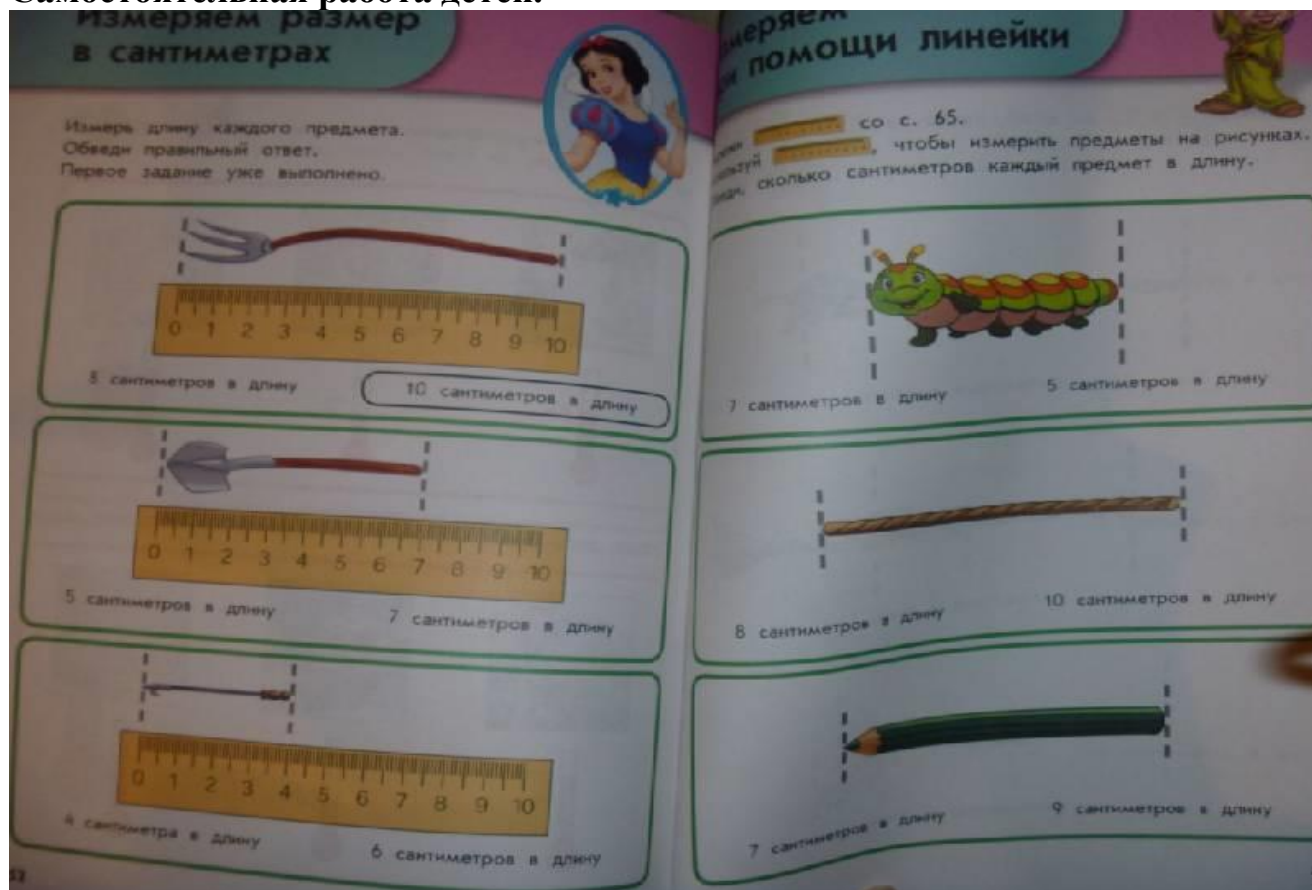 Самостоятельная работа детей.
Измеряем размер
в сантиметрах
Измерь длину каждого предмета.
Обведи правильный ответ.
Первое задание уже выполнено.
0 1 2 3 4 5 6 7 8 9 10
8 сантиметров в длину
10 сантиметров в длину
0 1 2 3 4 5 6 7 8 9 10
5 сантиметров в длину
7 сантиметров в длину
0 1 2 3 4 5 6 7 8 9 10
4 сантиметра в длину
6 сантиметров в длину
52
меряем
помощи линейки
со с. 65.
, чтобы измерить предметы на рисунках.
сколько сантиметров каждый предмет в длину.
7 сантиметров в длину
5 сантиметров в длину
8 сантиметров в длину
10 сантиметров в длину
7 сантиметров в длину
9 сантиметров в длину